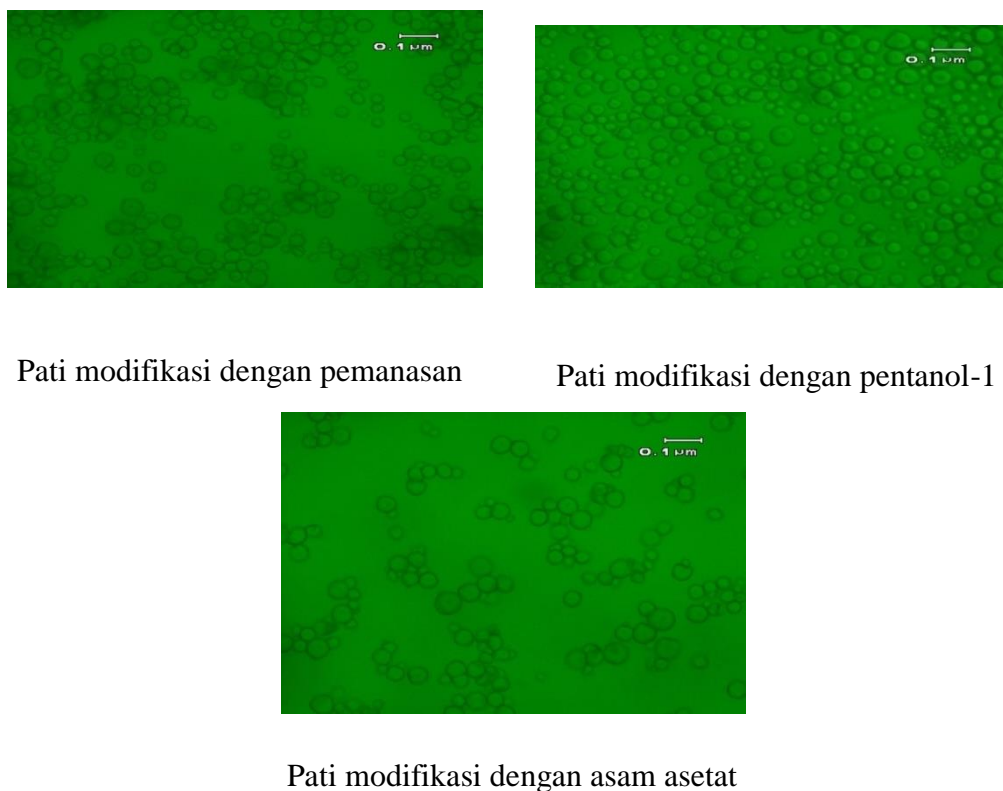 0.1 µm
0.1 µm
Pati modifikasi dengan pemanasan
Pati modifikasi dengan pentanol-1
0.1 µm
Pati modifikasi dengan asam asetat